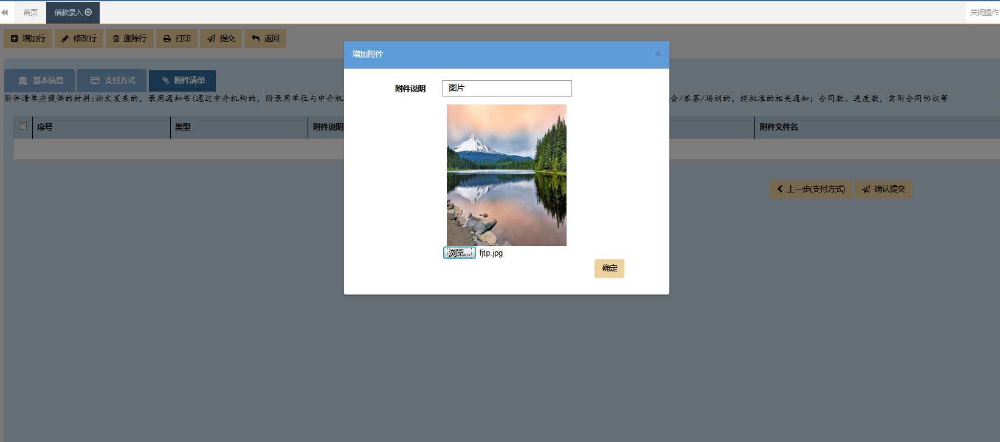 首页 借款录入 关闭操作
增加行 修改行 删除行 打印 提交 返回
增加附件 ×
基本信息 支付方式 附件清单
附件说明 图片
附件清单应提供的材料:论文发表的，录用通知书(通过中介机构的，附录用单位与中介机 会/参赛/培训的，经批准的相关通知；合同款、进度款，需附合同协议等
序号 类型 附件说明 附件文件名
上一步(支付方式) 确认提交
浏览... fjtp.jpg
确定